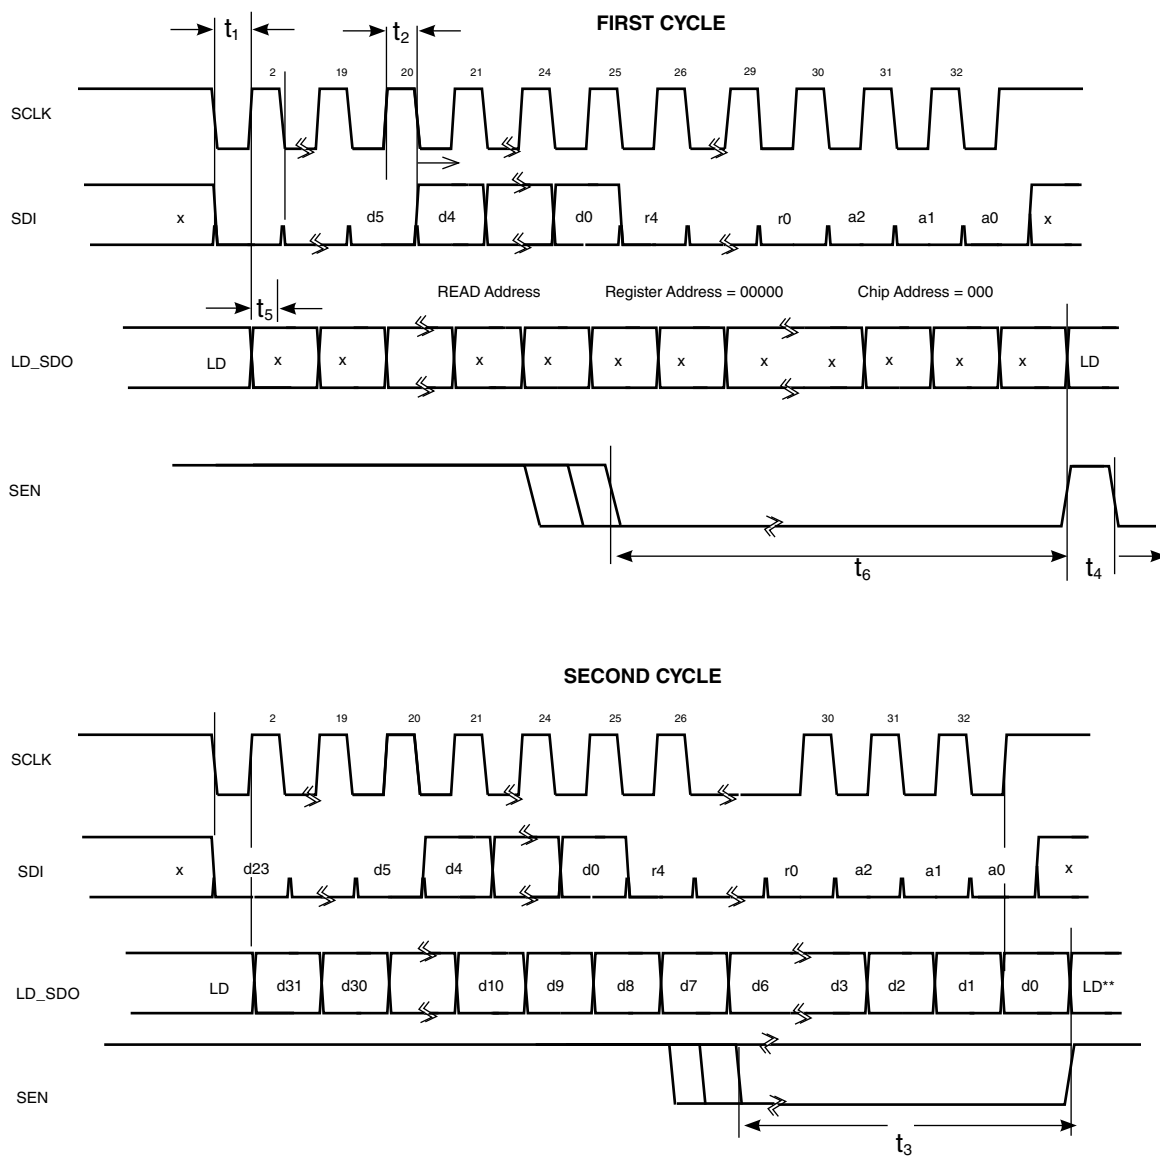 FIRST CYCLE
t1
t2
2 19 20 21 24 25 26 29 30 31 32
SCLK
SDI x d5 d4 d0 r4 r0 a2 a1 a0 x
READ Address Register Address = 00000 Chip Address = 000
t5
LD_SDO LD x x x x x x x x x x x LD
SEN
t6
t4
SECOND CYCLE
2 19 20 21 24 25 26 30 31 32
SCLK
SDI x d23 d5 d4 d0 r4 r0 a2 a1 a0 x
LD_SDO LD d31 d30 d10 d9 d8 d7 d6 d3 d2 d1 d0 LD**
SEN
t3